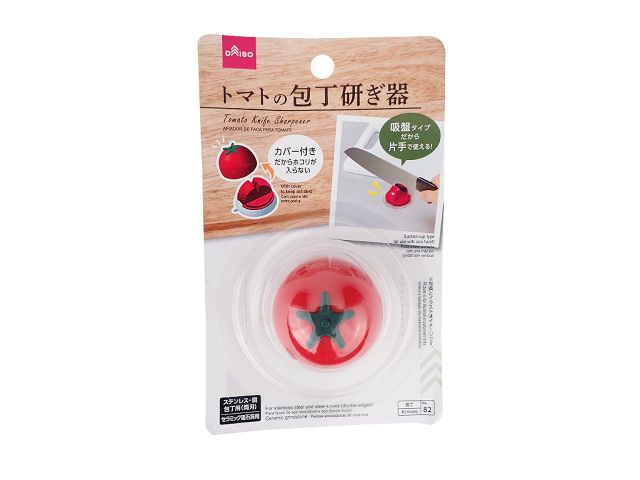 DAISO
トマトの包丁研ぎ器
Tomato Knife Sharpener
AFIADOR DE FACA PARA TOMATE
カバー付き
だからホコリが
入らない
With cover
to keep out dust
吸盤タイプ
だから
片手で使える!
Suction cup type
for use with one hand!
ステンレス・鋼
包丁用(両刃)
セラミック砥石採用
For stainless steel and steel knives (double-edged)
Ceramic grindstone
包丁
Knives
No.
82